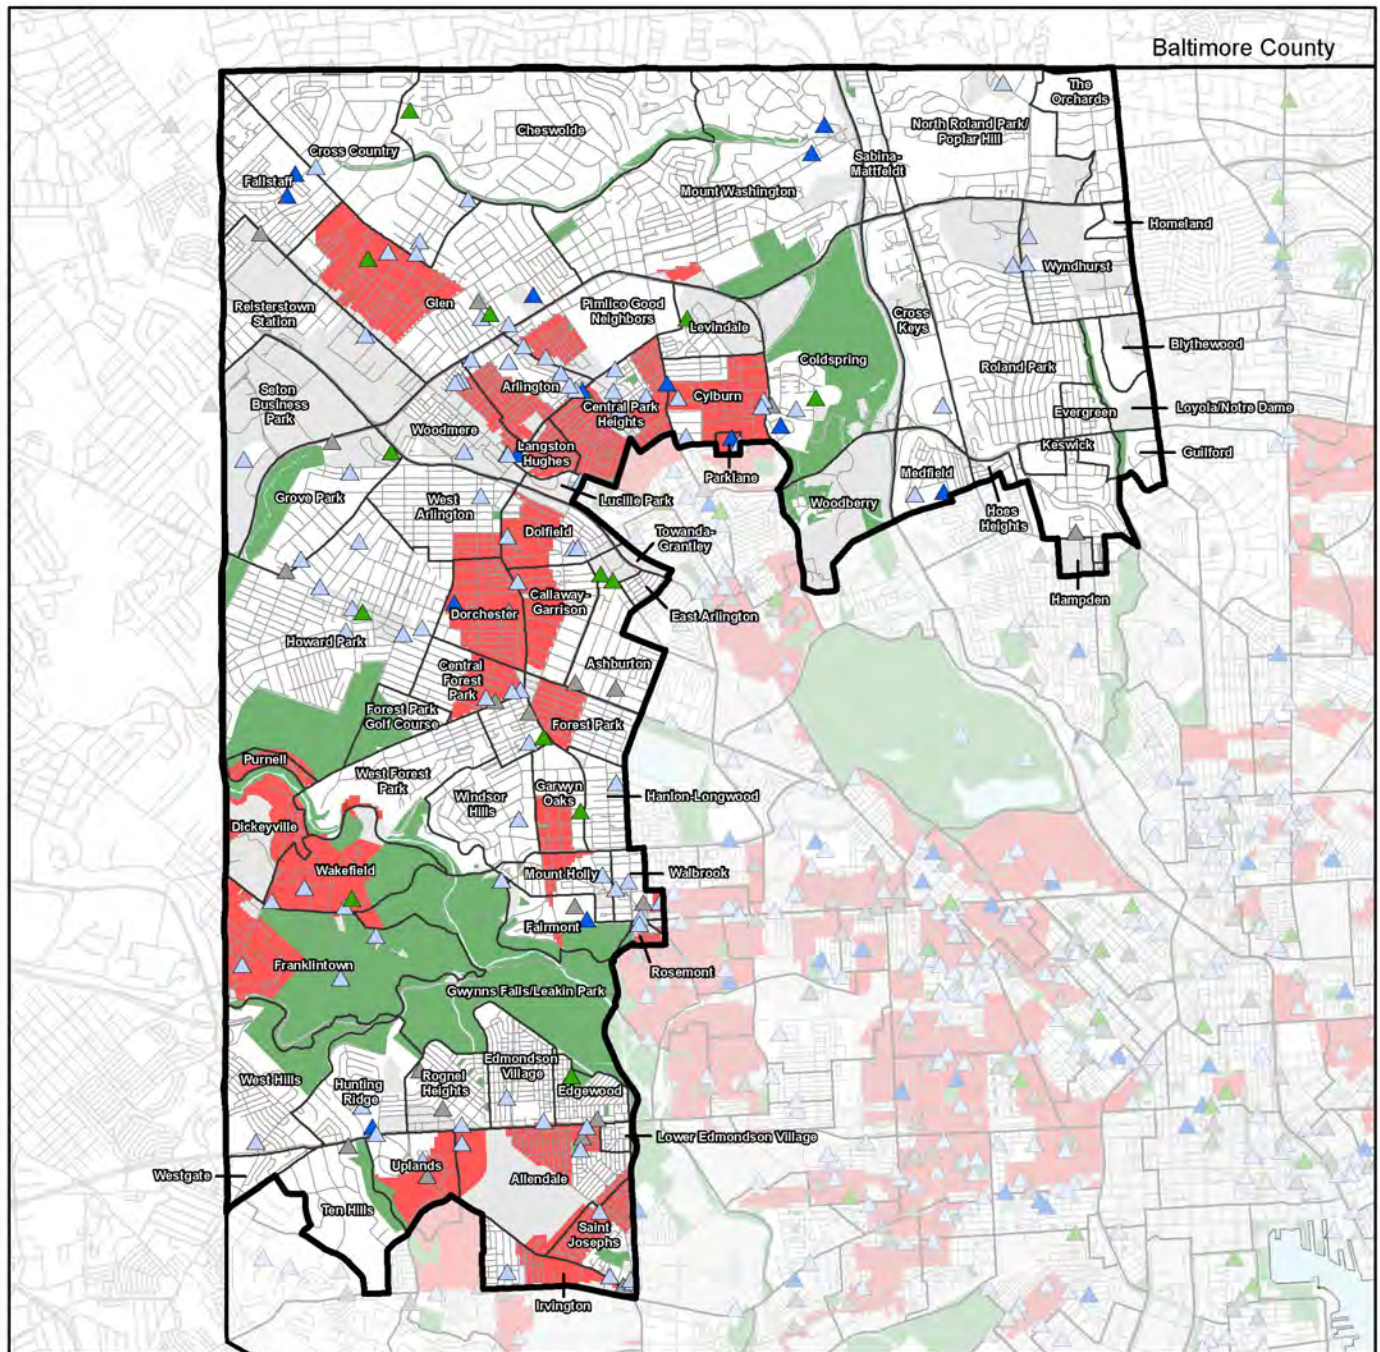 Baltimore County
The
Orchards
Cheswolde
North Roland Park/
Poplar Hill
Cross Country
Sabina-
Mattfeldt
Fallstaff
Mount Washington
Homeland
Wyndhurst
Reisterstown
Station
Glen
Pimlico Good
Neighbors
Levindale
Cross
Keys
Blythewood
Coldspring
Roland Park
Seton
Business
Park
Arlington
Cylburn
Central Park
Heights
Evergreen
Loyola/Notre Dame
Woodmere
Langston
Hughes
Keswick
Guilford
Parklane
Medfield
Grove Park
West
Arlington
Lucille Park
Woodberry
Hoes
Heights
Dolfield
Towanda-
Grantley
Callaway-
Garrison
Hampden
Dorchester
East Arlington
Howard Park
Ashburton
Central
Forest
Park
Forest Park
Golf Course
Forest Park
Purnell
West Forest
Park
Windsor
Hills
Garwyn
Oaks
Hanlon-Longwood
Dickeyville
Wakefield
Mount Holly
Walbrook
Fairmont
Franklintown
Rosemont
Gwynns Falls/Leakin Park
Edmondson
Village
West Hills
Hunting
Ridge
Rognel
Heights
Edgewood
Lower Edmondson Village
Westgate
Uplands
Allendale
Ten Hills
Saint
Josephs
Irvington